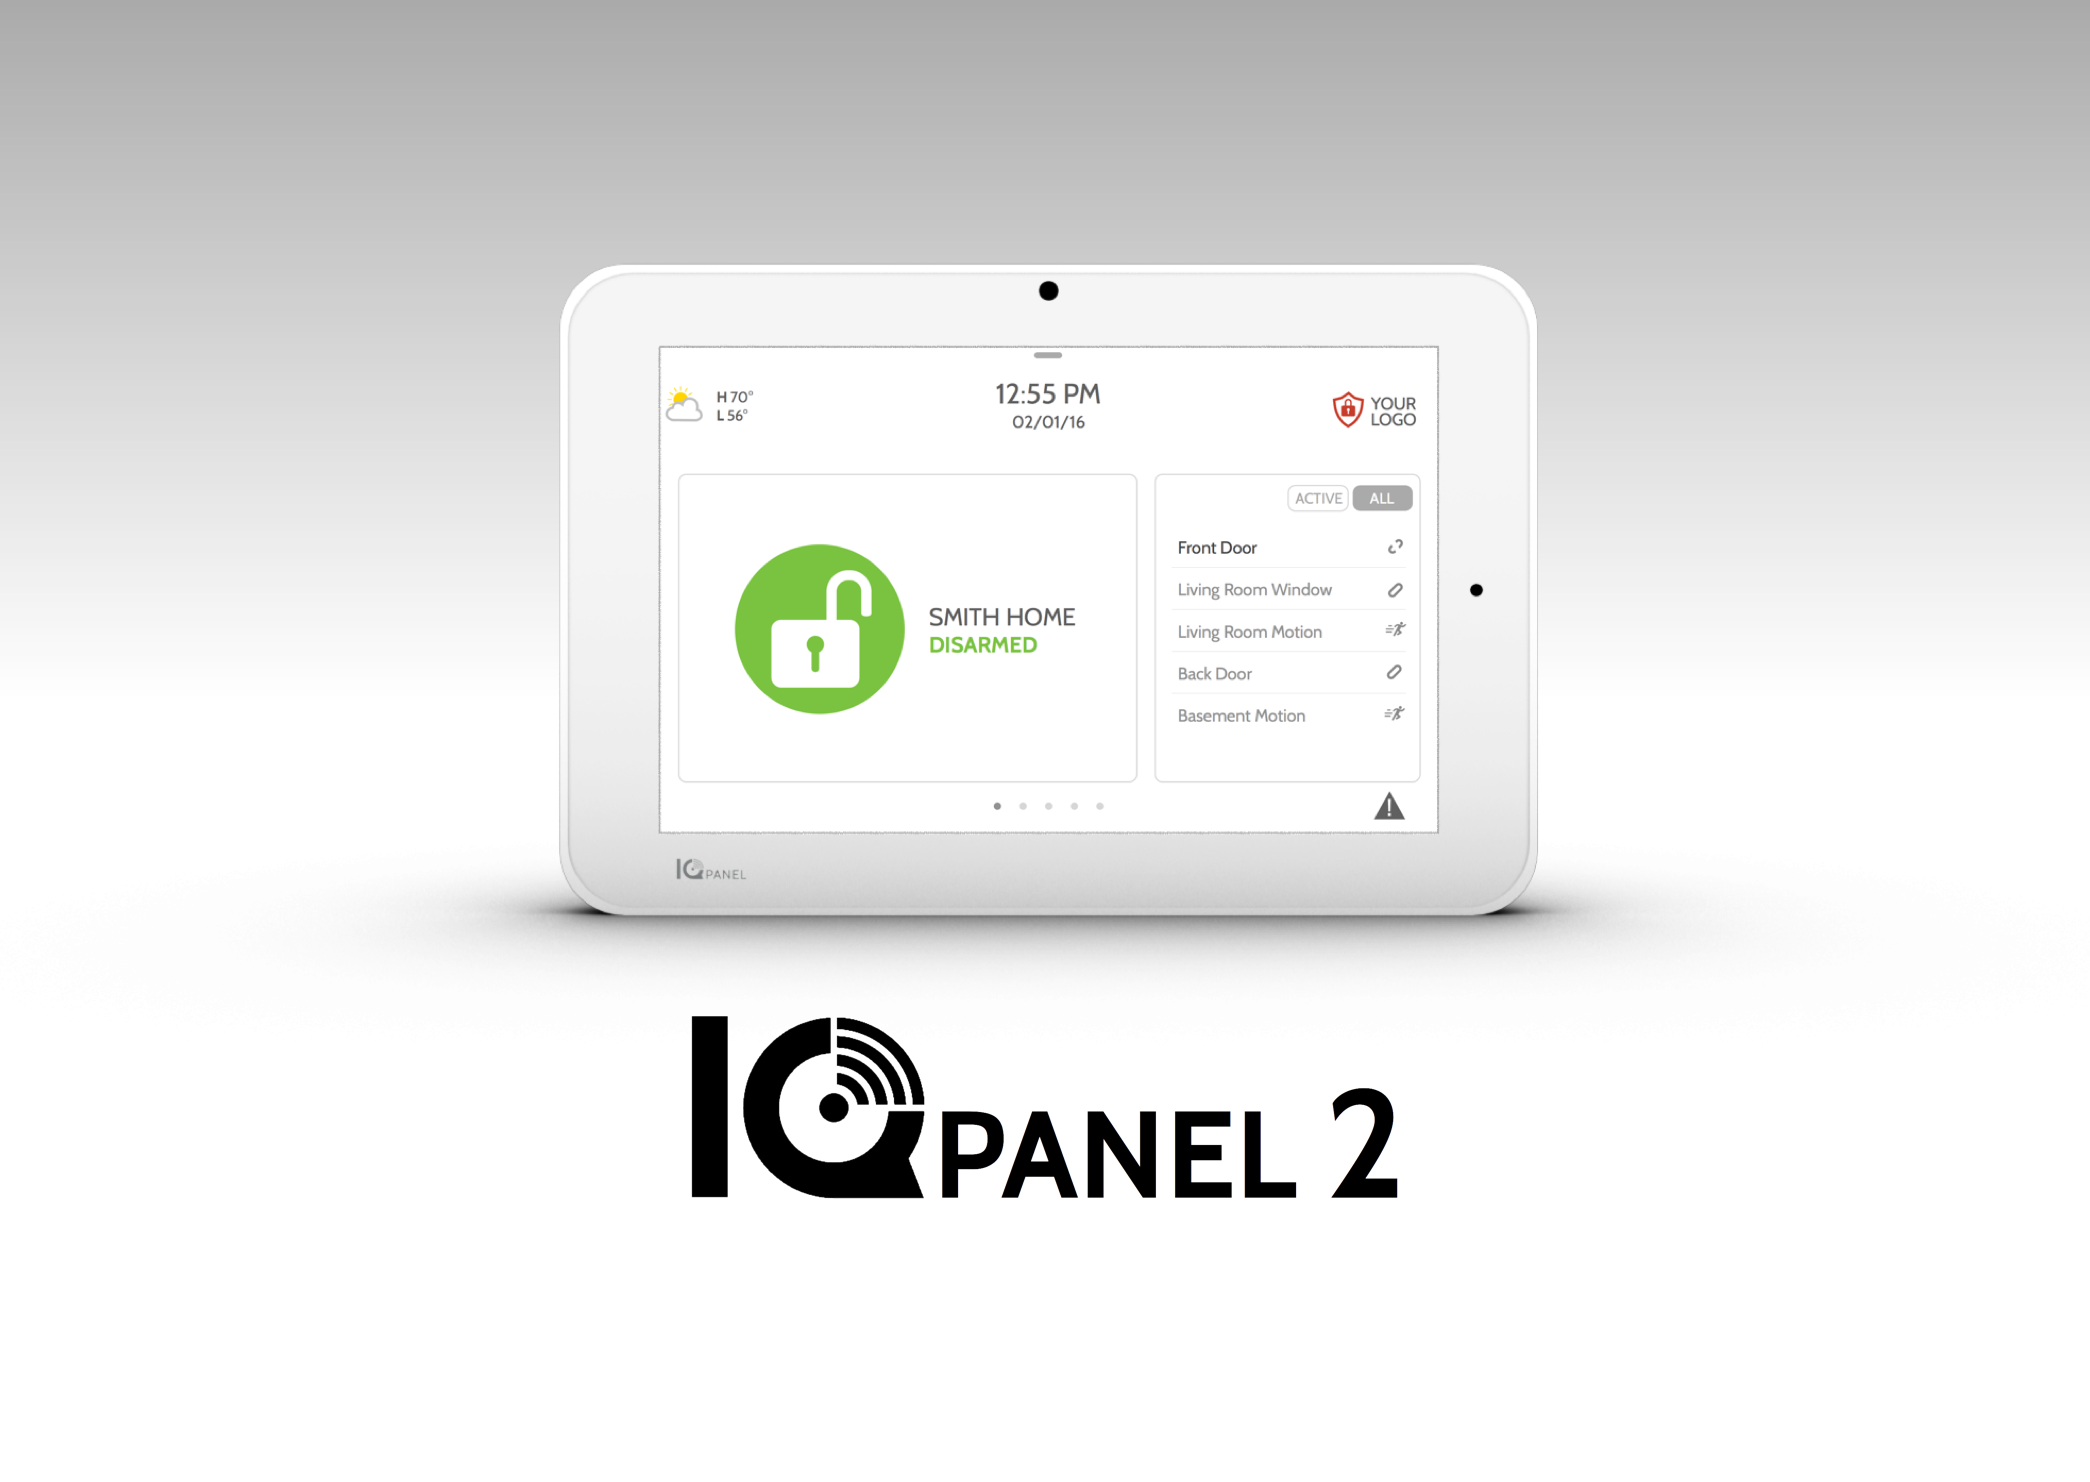 H 70°
L 56°
12:55 PM
02/01/16
YOUR
LOGO
SMITH HOME
DISARMED
ACTIVE ALL
Front Door
Living Room Window
Living Room Motion
Back Door
Basement Motion
IQ PANEL
IQ PANEL 2